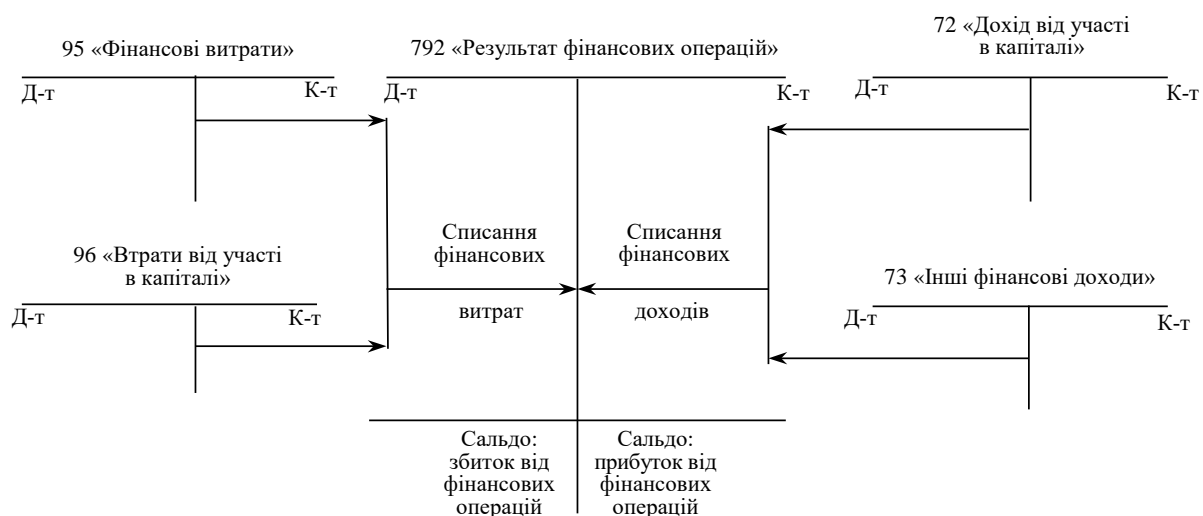 95 «Фінансові витрати»
792 «Результат фінансових операцій»
72 «Дохід від участі
в капіталі»
Д-т
К-т
Д-т
К-т
Д-т
К-т
96 «Втрати від участі
в капіталі»
Д-т
К-т
Списання
фінансових
витрат
Списання
фінансових
доходів
73 «Інші фінансові доходи»
Д-т
К-т
Сальдо:
збиток від
фінансових
операцій
Сальдо:
прибуток від
фінансових
операцій